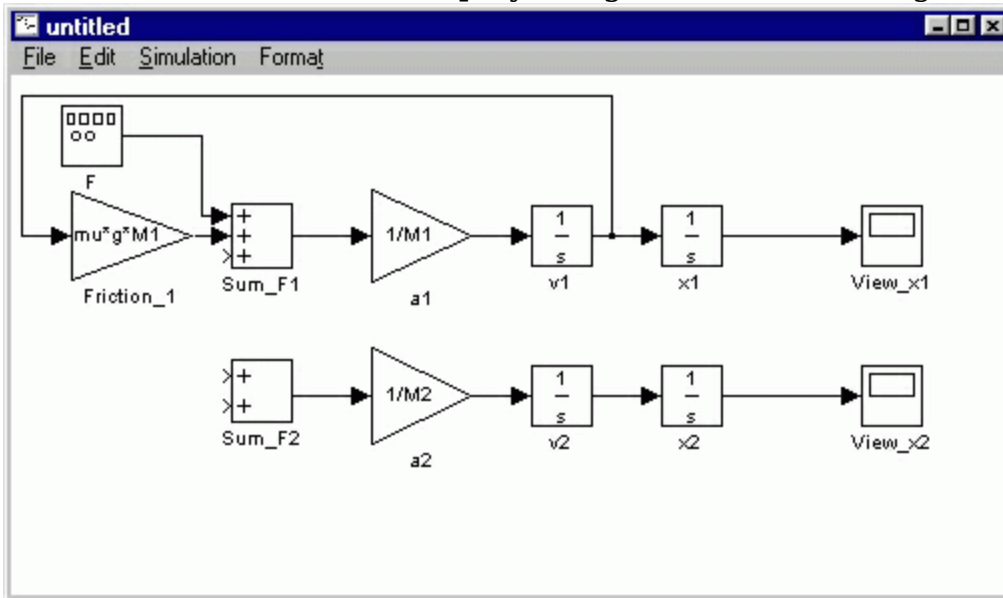 untitled
File Edit Simulation Format
F
mu*g*M1
Friction_1
+
+
+
Sum_F1
1/M1
a1
1
s
v1
1
s
x1
View_x1
+
+
Sum_F2
1/M2
a2
1
s
v2
1
s
x2
View_x2